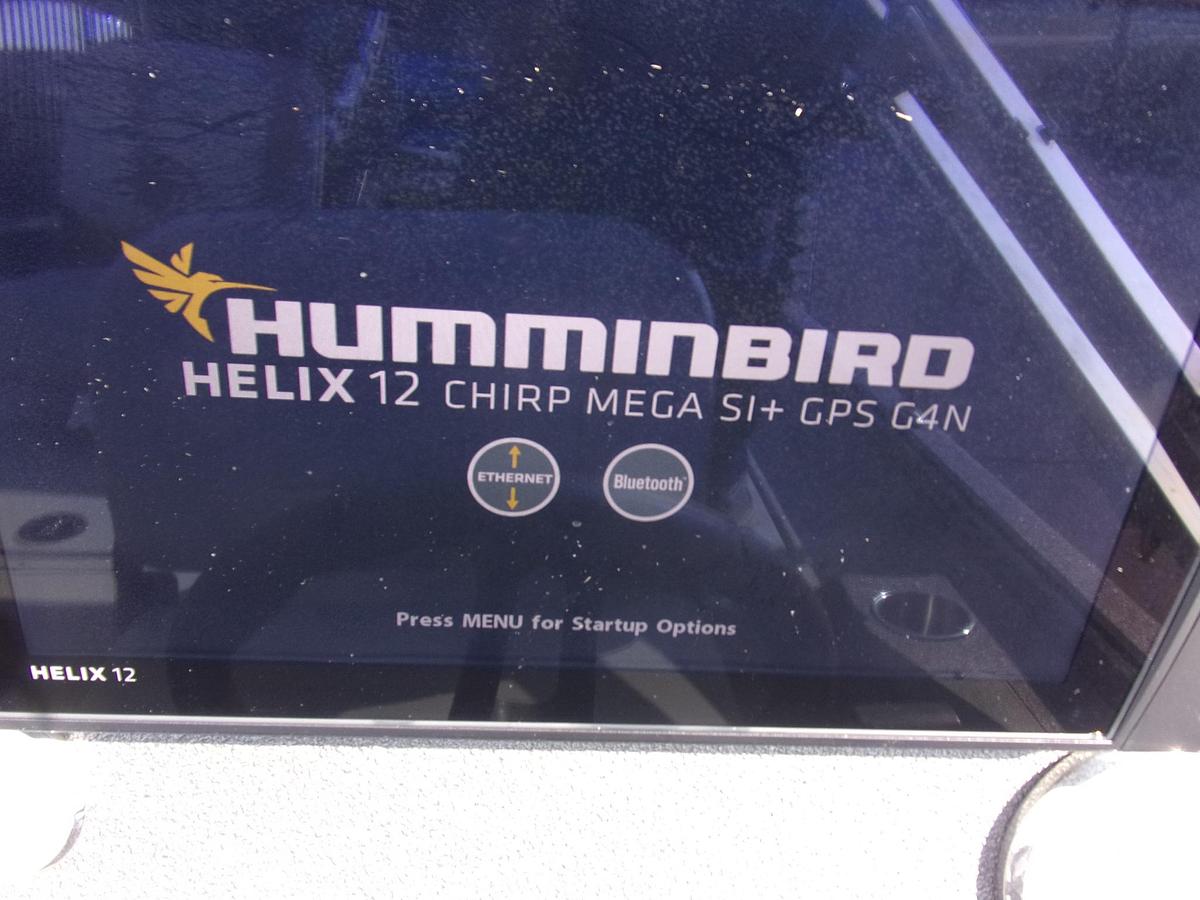 HUMMINBIRD
HELIX 12 CHIRP MEGA SI+ GPS G4N
ETHERNET
Bluetooth
Press MENU for Startup Options
HELIX 12